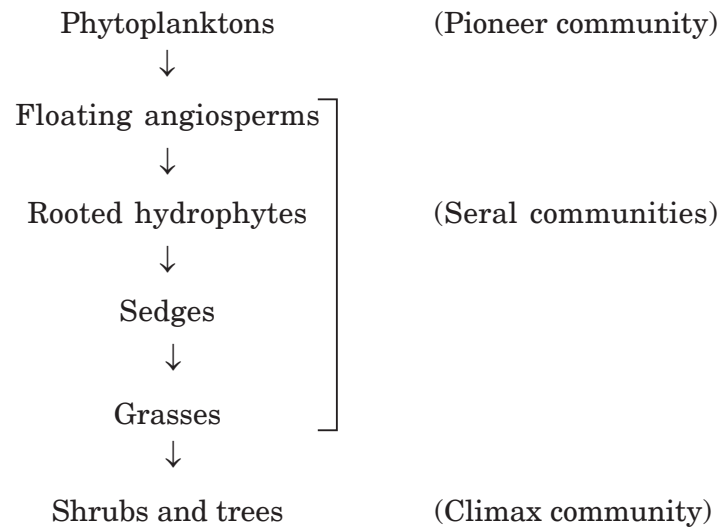 Phytoplanktons (Pioneer community)
↓
Floating angiosperms
↓
Rooted hydrophytes (Seral communities)
↓
Sedges
↓
Grasses
↓
Shrubs and trees (Climax community)